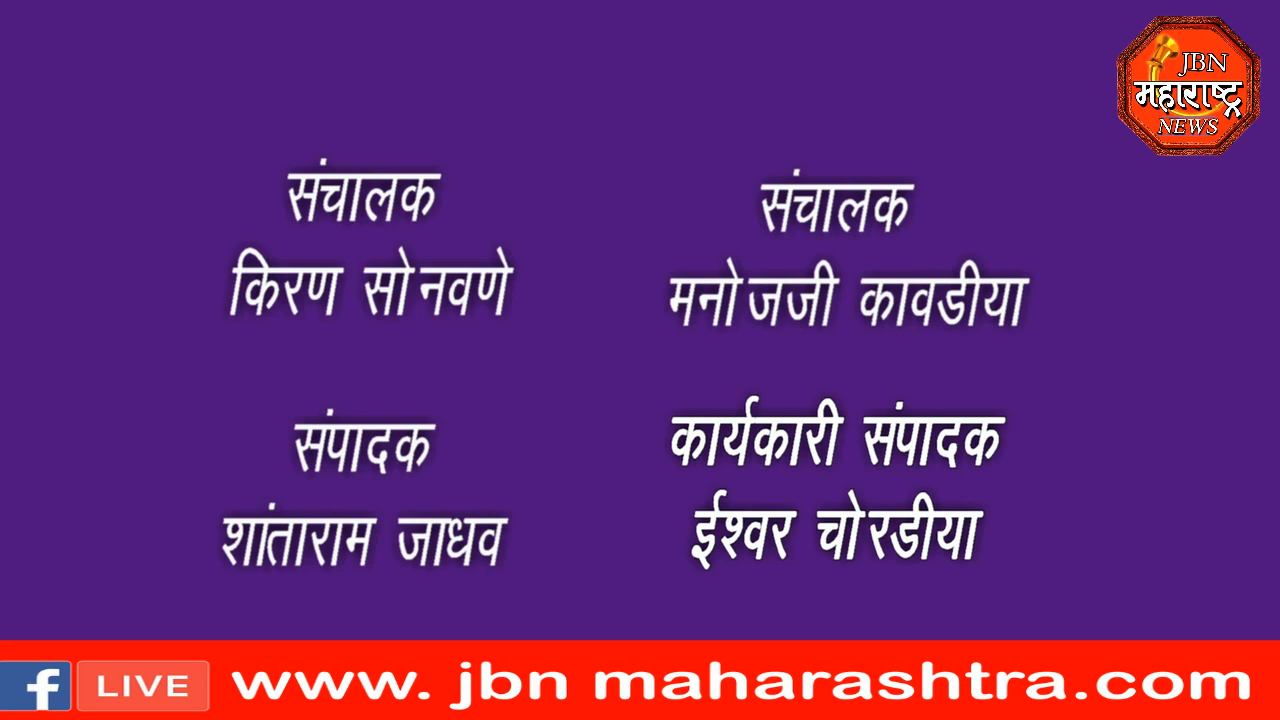 JBN
महाराष्ट्र
NEWS
संचालक
किरण सोनवणे
संचालक
मनोजजी कावडीया
संपादक
शांताराम जाधव
कार्यकारी संपादक
ईश्वर चोरडीया
f LIVE www. jbn maharashtra.com